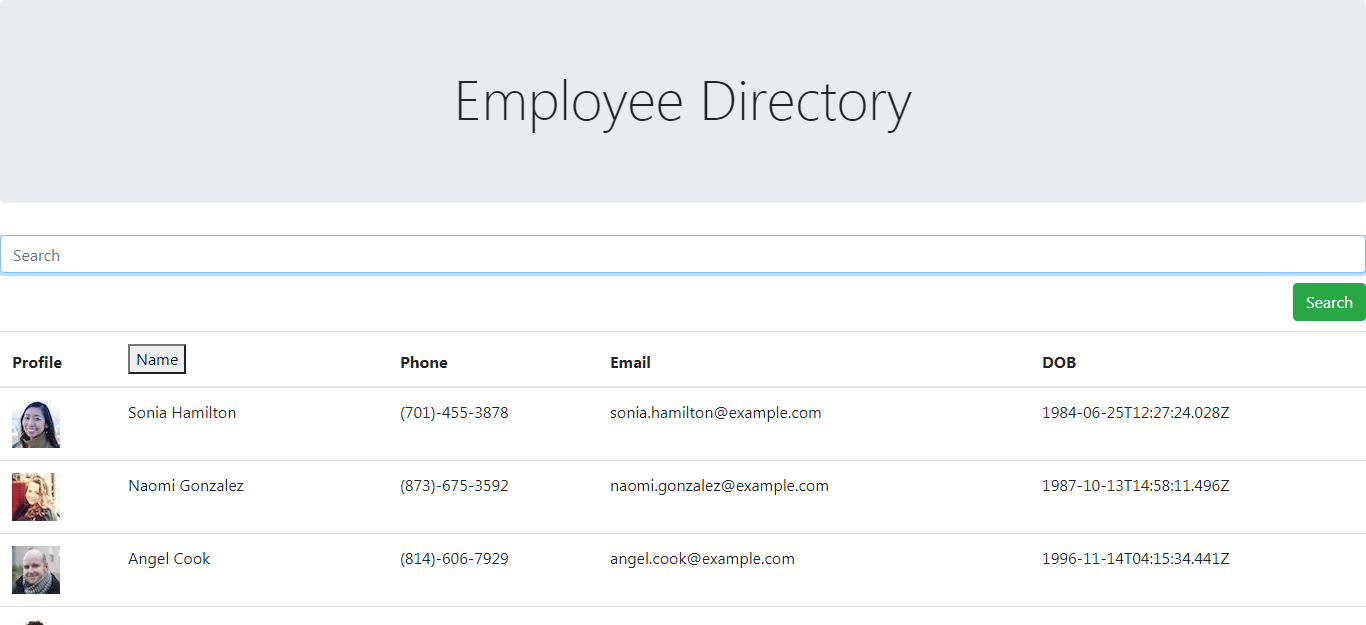 Employee Directory
Search
Search
Profile Name Phone Email DOB
Sonia Hamilton (701)-455-3878 sonia.hamilton@example.com 1984-06-25T12:27:24.028Z
Naomi Gonzalez (873)-675-3592 naomi.gonzalez@example.com 1987-10-13T14:58:11.496Z
Angel Cook (814)-606-7929 angel.cook@example.com 1996-11-14T04:15:34.441Z